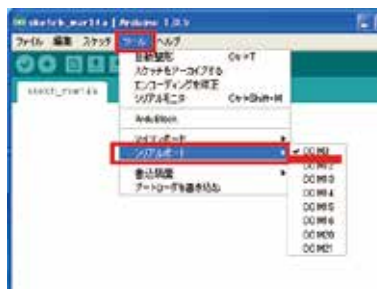 sketch_mar11a | Arduino 1.0.5
ファイル 編集 スケッチ ツール ヘルプ
自動整形 Ctrl+T
スケッチをアーカイブする
エンコーディングを修正
シリアルモニタ Ctrl+Shift+M
ArduBlock
マイコンボード
シリアルポート
書込装置
ブートローダを書き込む
COM3
COM4
COM5
COM6
COM20
COM21